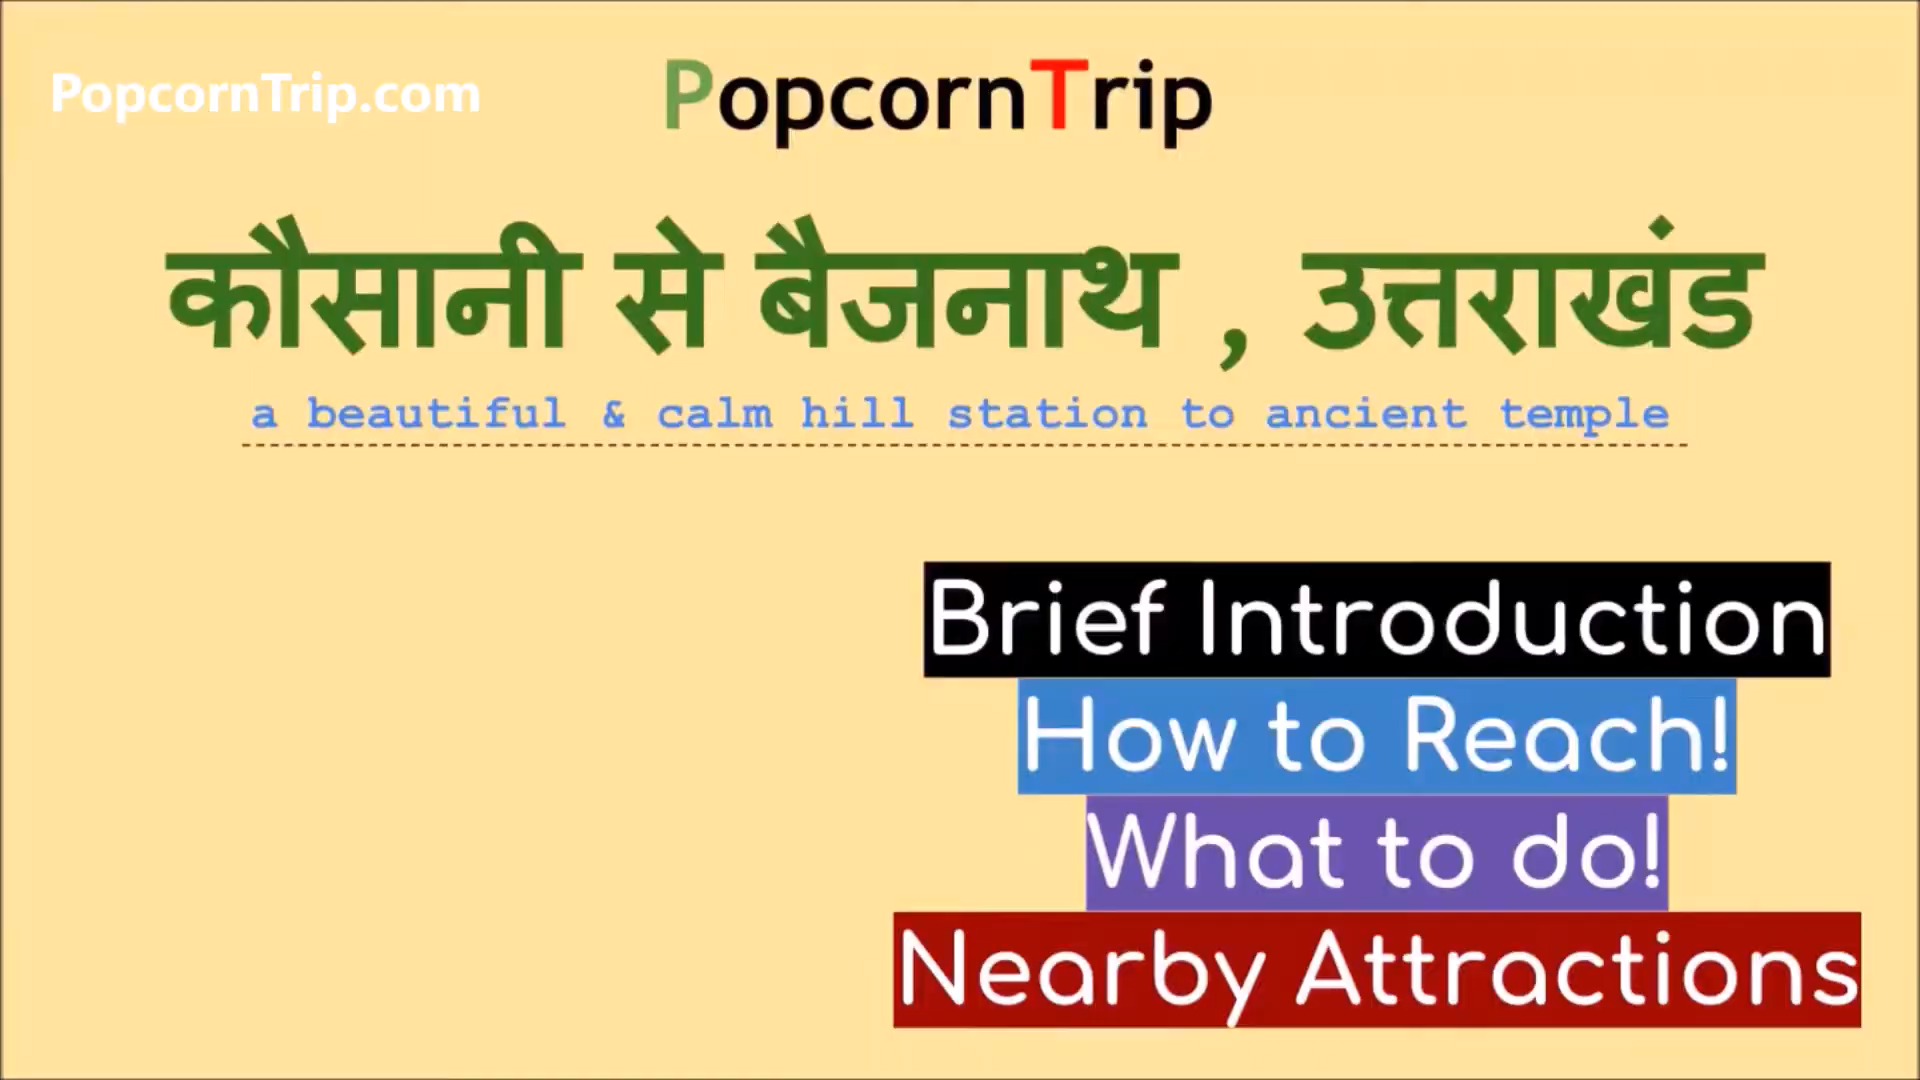 PopcornTrip.com
PopcornTrip
कौसानी से बैजनाथ , उत्तराखंड
a beautiful & calm hill station to ancient temple
Brief Introduction
How to Reach!
What to do!
Nearby Attractions